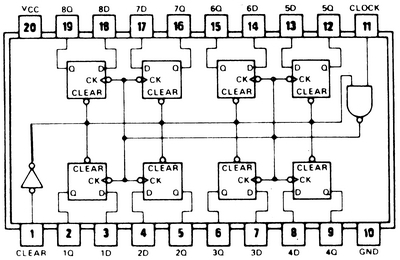 VCC 8Q 8D 7D 7Q 6Q 6D 5D 5Q CLOCK
20 19 18 17 16 15 14 13 12 11
Q D D Q Q D D Q
CK CK CK CK
CLEAR CLEAR CLEAR CLEAR
CLEAR CLEAR CLEAR CLEAR
CK CK CK CK
Q D D Q Q D D Q
1 2 3 4 5 6 7 8 9 10
CLEAR 1Q 1D 2D 2Q 3Q 3D 4D 4Q GND